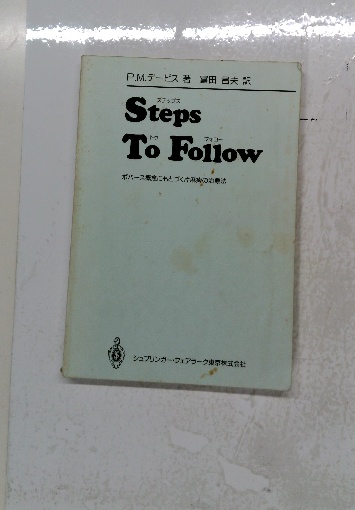 P.M.デービス 著 富田 昌夫 訳
ステップス
Steps
トゥ フォロー
To Follow
ボバース概念にもとづく片麻痺の治療法
シュプリンガー・フェアラーク東京株式会社